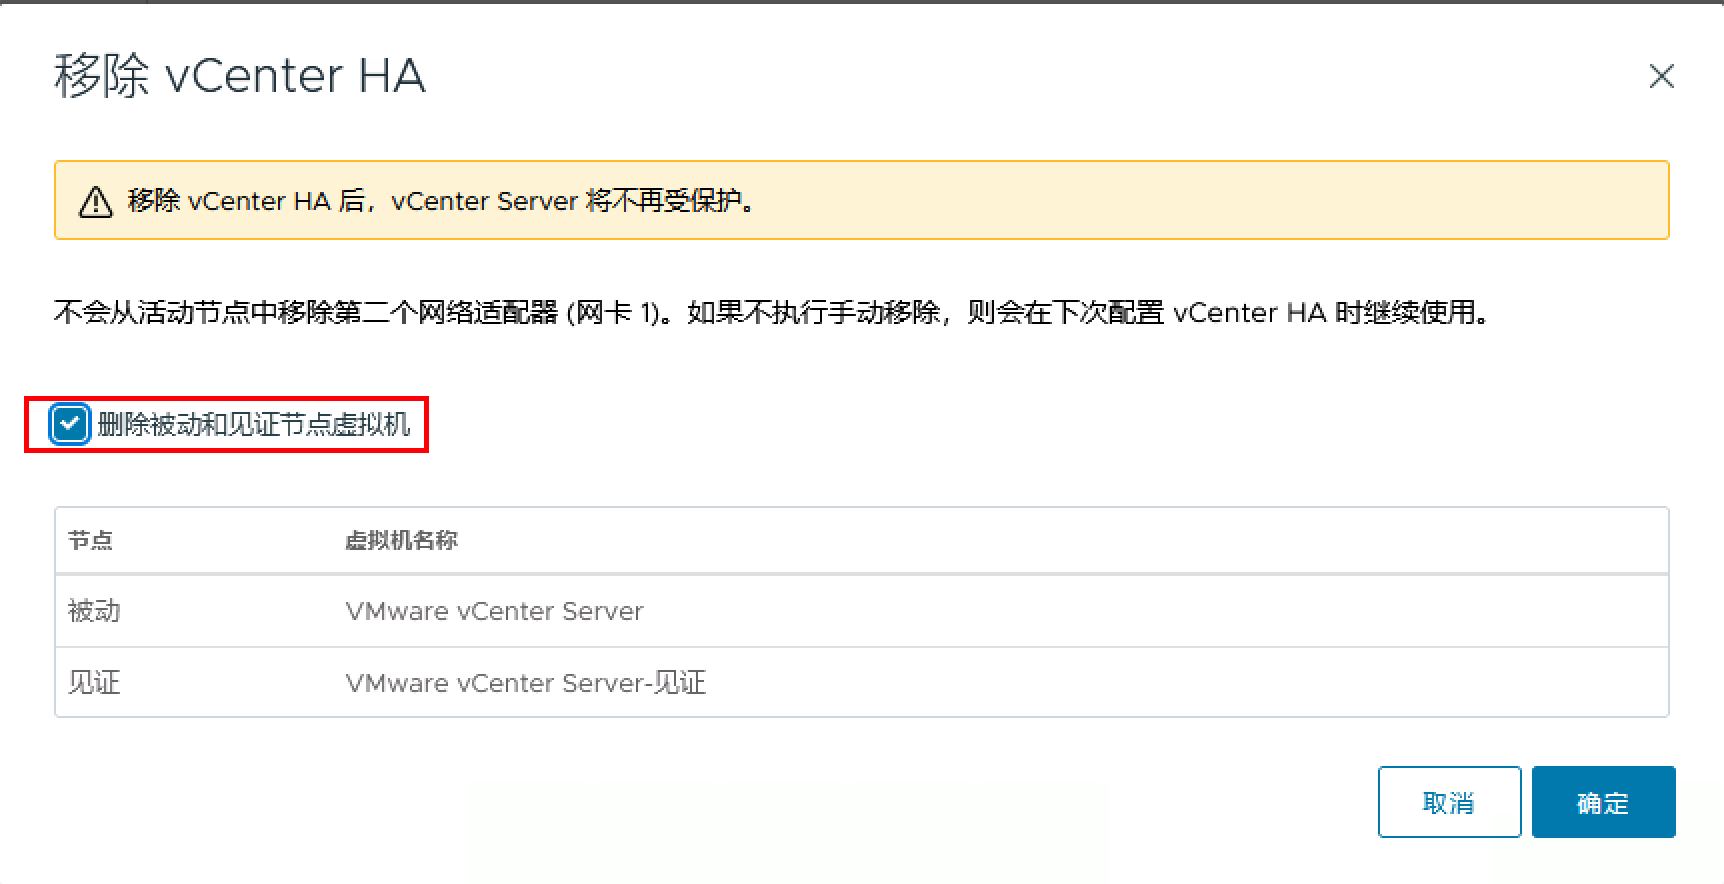 移除 vCenter HA
移除 vCenter HA 后，vCenter Server 将不再受保护。
不会从活动节点中移除第二个网络适配器 (网卡 1)。如果不执行手动移除，则会在下次配置 vCenter HA 时继续使用。
删除被动和见证节点虚拟机
节点 虚拟机名称
被动 VMware vCenter Server
见证 VMware vCenter Server-见证
取消 确定